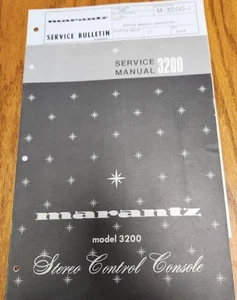 marantz
SERVICE BULLETIN
M-3200-1
SERVICE
MANUAL 3200
marantz
model 3200
Stereo Control Console